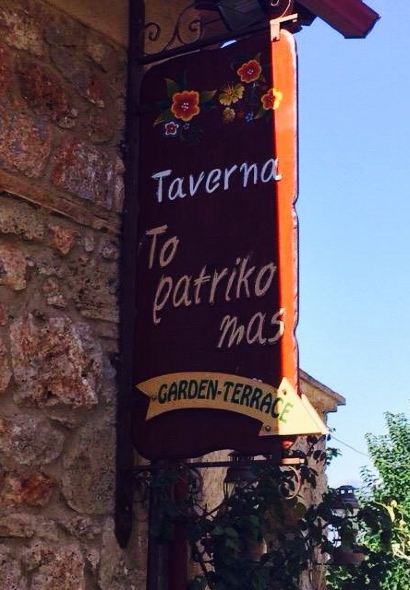 Taverna
To
patriko
mas
GARDEN-TERRACE